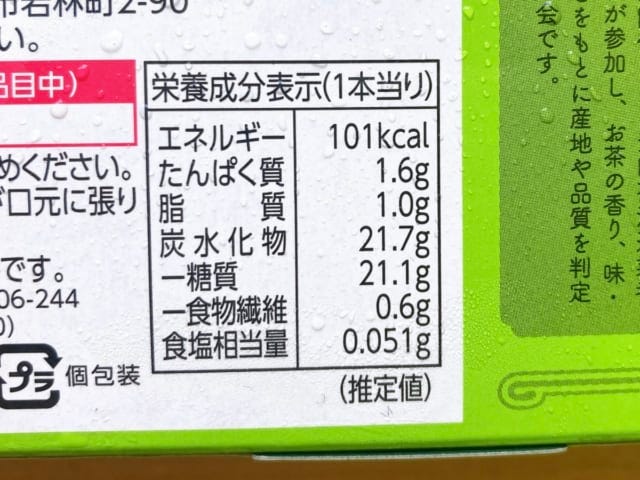 市若林町2-90
い。
品目中)
めください。
が口元に張り
です。
06-244
0)
プラ 個包装
栄養成分表示(1本当り)
エネルギー 101kcal
たんぱく質 1.6g
脂質 1.0g
炭水化物 21.7g
—糖質 21.1g
—食物繊維 0.6g
食塩相当量 0.051g
(推定値)
が参加し、お茶の香り、味・
をもとに産地や品質を判定
会です。